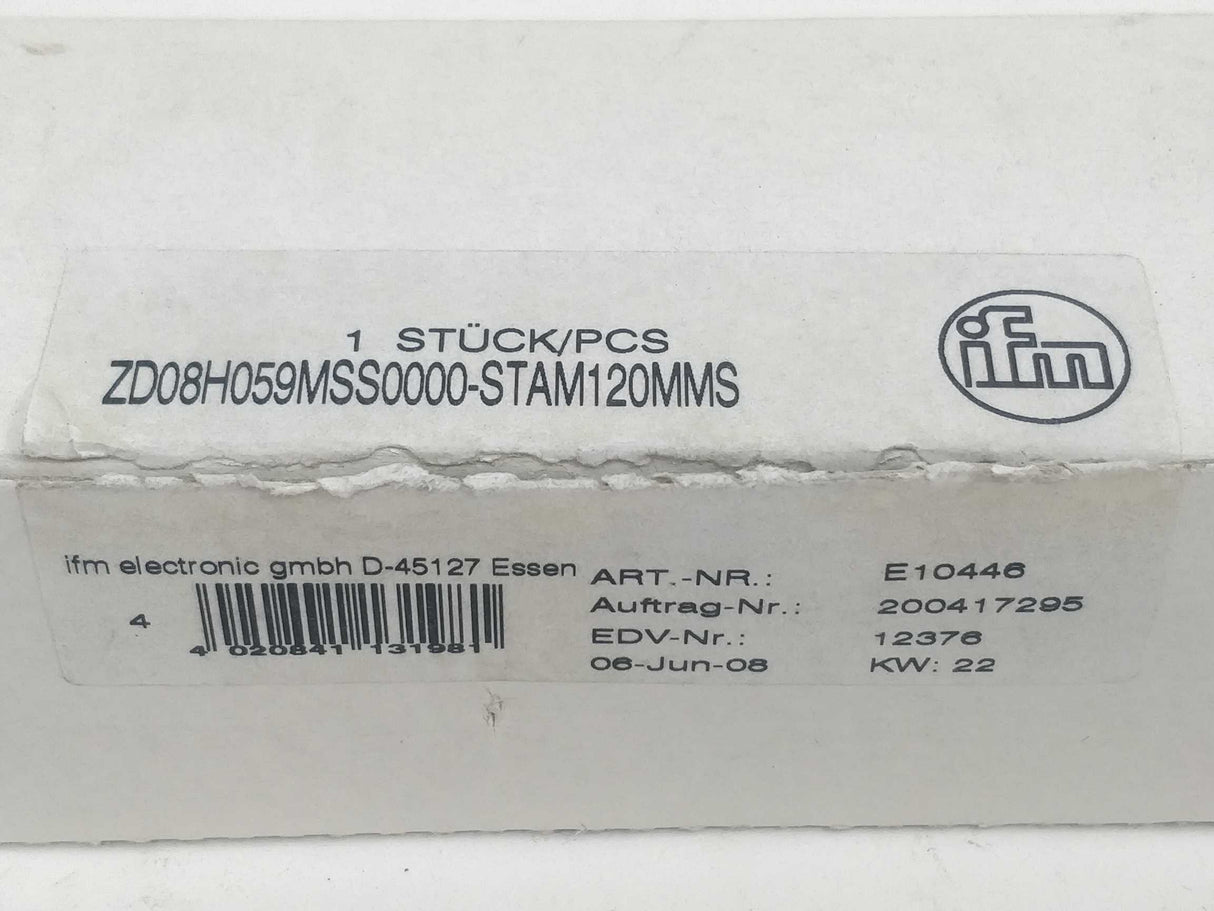 1 STÜCK/PCS
ZD08H059MSS0000-STAM120MMS
ifm
ifm electronic gmbh D-45127 Essen
4
4 020841 131981
ART.-NR.: E10446
Auftrag-Nr.: 200417295
EDV-Nr.: 12376
06-Jun-08 KW: 22